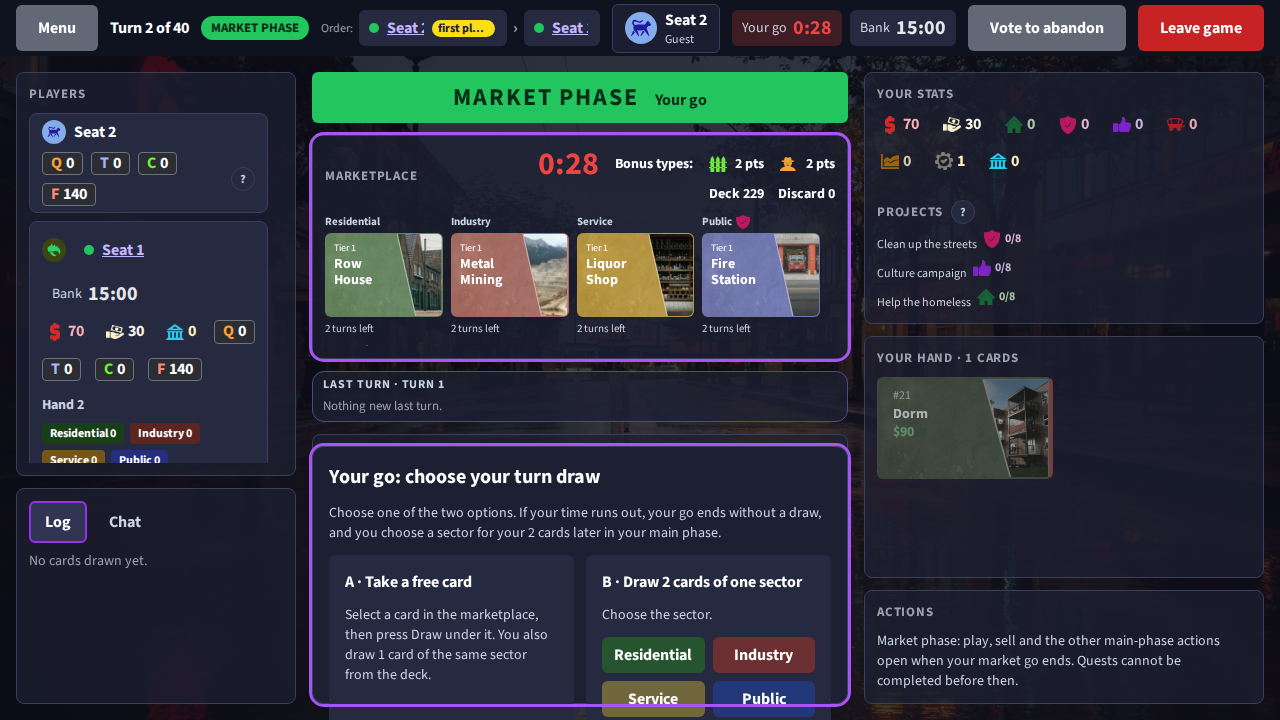 Menu
Turn 2 of 40
MARKET PHASE
Order:
Seat 2
first pl...
›
Seat
Seat 2
Guest
Your go 0:28
Bank 15:00
Vote to abandon
Leave game
PLAYERS
Seat 2
Q 0
T 0
C 0
F 140
?
Seat 1
Bank 15:00
70
30
0
Q 0
T 0
C 0
F 140
Hand 2
Residential 0
Industry 0
Service 0
Public 0
Log
Chat
No cards drawn yet.
MARKET PHASE Your go
MARKETPLACE
0:28
Bonus types:
2 pts
2 pts
Deck 229
Discard 0
Residential
Tier 1
Row
House
2 turns left
Industry
Tier 1
Metal
Mining
2 turns left
Service
Tier 1
Liquor
Shop
2 turns left
Public
Tier 1
Fire
Station
2 turns left
LAST TURN · TURN 1
Nothing new last turn.
Your go: choose your turn draw
Choose one of the two options. If your time runs out, your go ends without a draw,
and you choose a sector for your 2 cards later in your main phase.
A · Take a free card
Select a card in the marketplace,
then press Draw under it. You also
draw 1 card of the same sector
from the deck.
B · Draw 2 cards of one sector
Choose the sector.
Residential
Industry
Service
Public
YOUR STATS
70
30
0
0
0
0
0
1
0
PROJECTS ?
Clean up the streets 0/8
Culture campaign 0/8
Help the homeless 0/8
YOUR HAND · 1 CARDS
#21
Dorm
$90
ACTIONS
Market phase: play, sell and the other main-phase actions
open when your market go ends. Quests cannot be
completed before then.